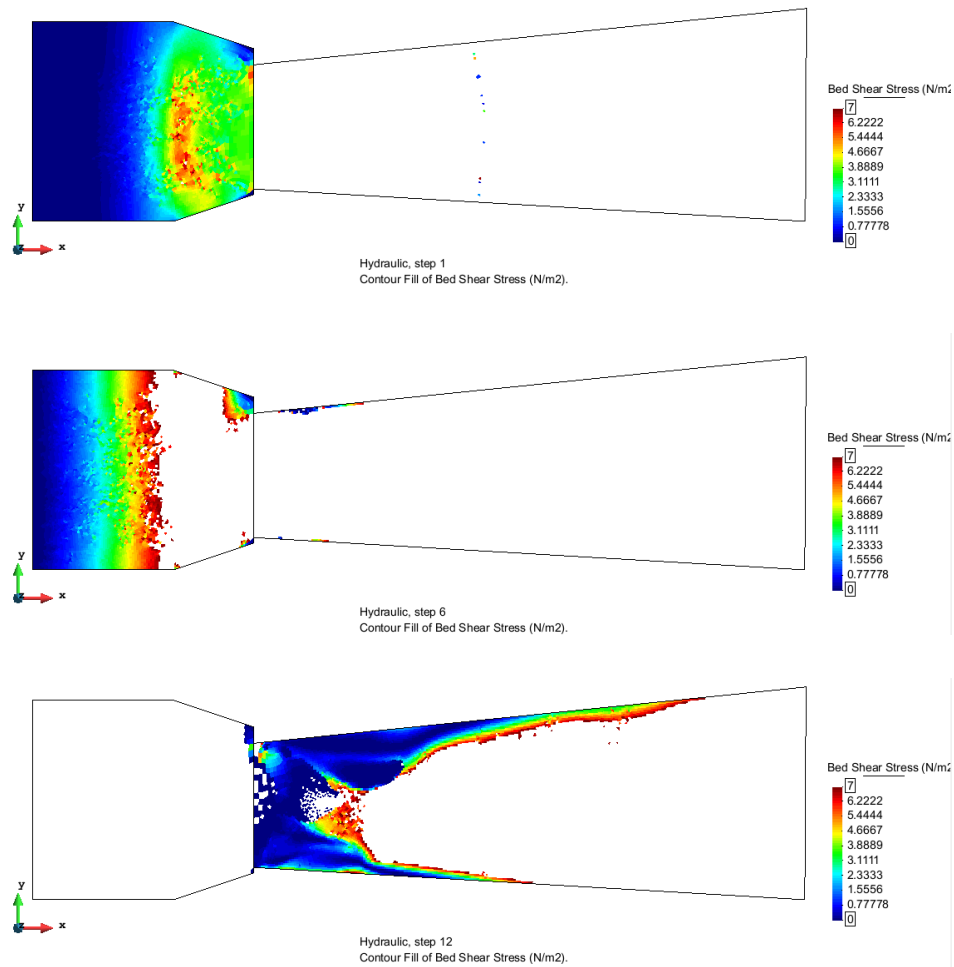 Bed Shear Stress (N/m2
7
6.2222
5.4444
4.6667
3.8889
3.1111
2.3333
1.5556
0.77778
0
y
z
x
Hydraulic, step 1
Contour Fill of Bed Shear Stress (N/m2).
Bed Shear Stress (N/m2
7
6.2222
5.4444
4.6667
3.8889
3.1111
2.3333
1.5556
0.77778
0
y
z
x
Hydraulic, step 6
Contour Fill of Bed Shear Stress (N/m2).
Bed Shear Stress (N/m2
7
6.2222
5.4444
4.6667
3.8889
3.1111
2.3333
1.5556
0.77778
0
y
z
x
Hydraulic, step 12
Contour Fill of Bed Shear Stress (N/m2).